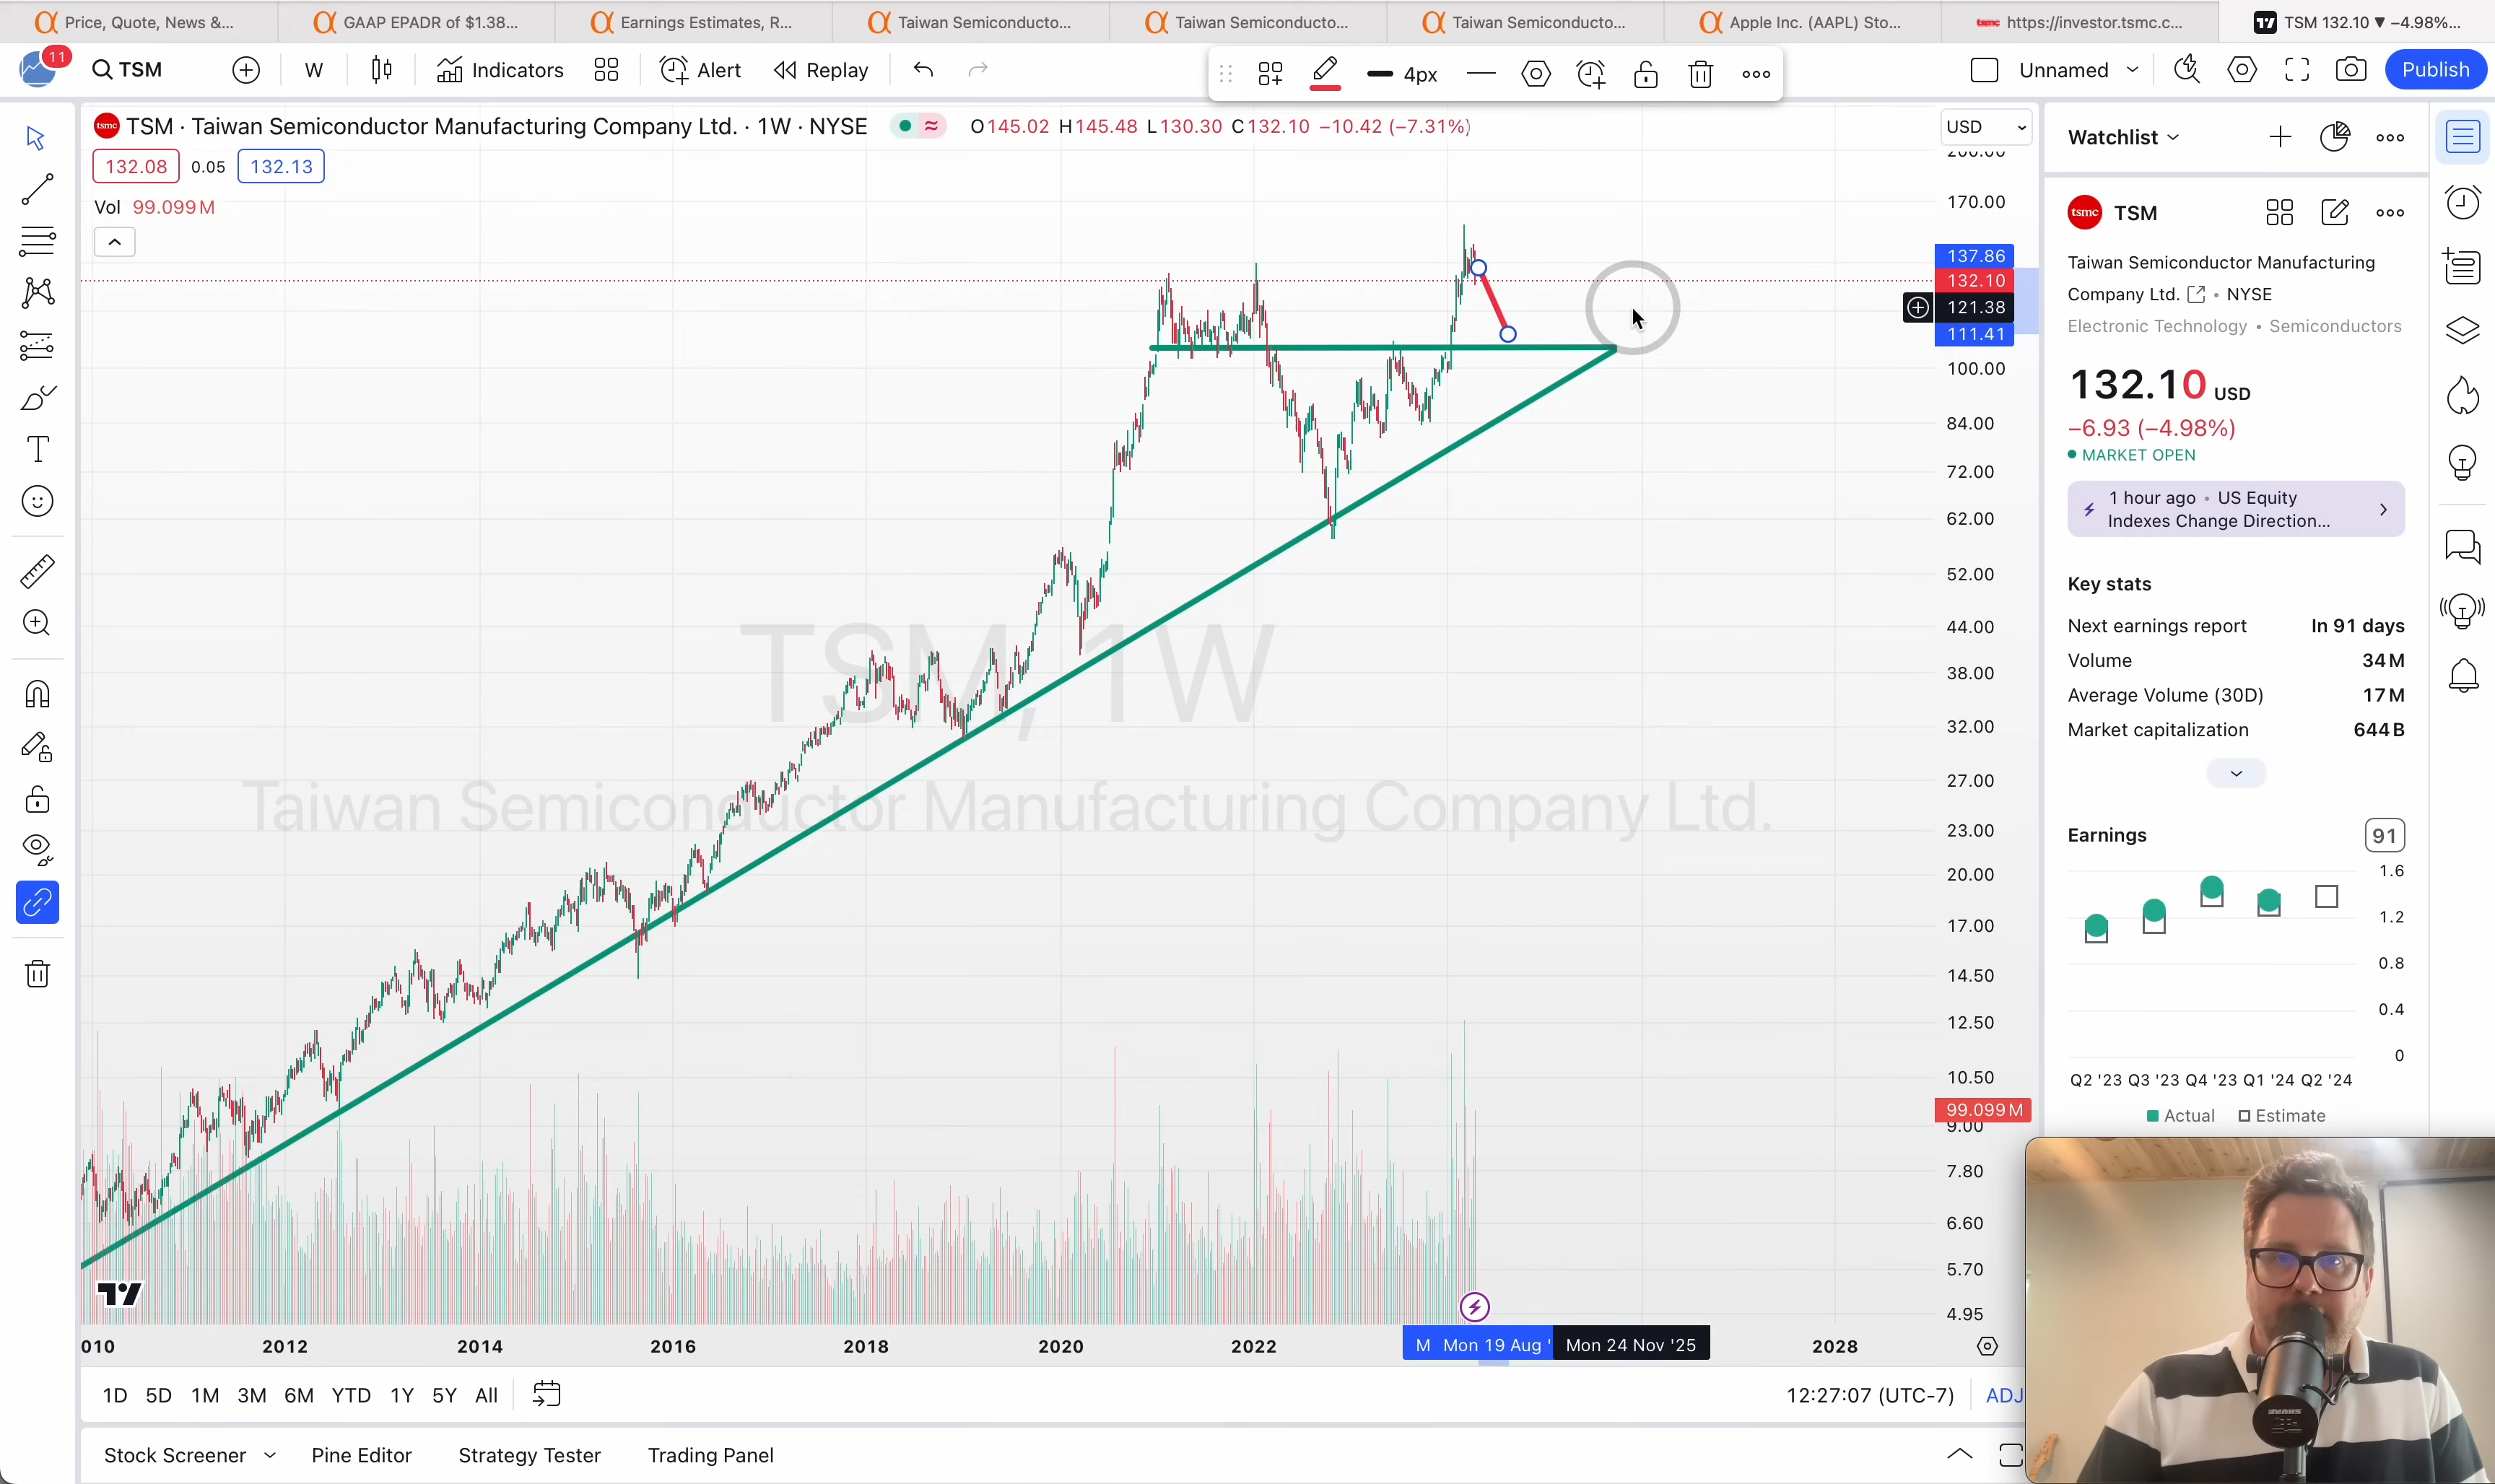 Price, Quote, News &...
GAAP EPADR of $1.38...
Earnings Estimates, R...
Taiwan Semiconducto...
Taiwan Semiconducto...
Taiwan Semiconducto...
Apple Inc. (AAPL) Sto...
tsmc https://investor.tsmc.c...
TSM 132.10 ▼ −4.98%...
11
TSM
W
Indicators
Alert
Replay
4px
Unnamed
Publish
tsmc TSM · Taiwan Semiconductor Manufacturing Company Ltd. · 1W · NYSE
O145.02 H145.48 L130.30 C132.10 −10.42 (−7.31%)
132.08 0.05 132.13
Vol 99.099 M
USD
170.00
137.86
132.10
121.38
111.41
100.00
84.00
72.00
62.00
52.00
44.00
38.00
32.00
27.00
23.00
20.00
17.00
14.50
12.50
10.50
99.099 M
9.00
7.80
6.60
5.70
4.95
TSM, 1W
Taiwan Semiconductor Manufacturing Company Ltd.
010 2012 2014 2016 2018 2020 2022 M Mon 19 Aug ' Mon 24 Nov '25 2028
1D 5D 1M 3M 6M YTD 1Y 5Y All
12:27:07 (UTC-7) ADJ
Stock Screener Pine Editor Strategy Tester Trading Panel
Watchlist
tsmc TSM
Taiwan Semiconductor Manufacturing
Company Ltd. • NYSE
Electronic Technology • Semiconductors
132.10 USD
−6.93 (−4.98%)
MARKET OPEN
1 hour ago • US Equity
Indexes Change Direction...
Key stats
Next earnings report In 91 days
Volume 34 M
Average Volume (30D) 17 M
Market capitalization 644 B
Earnings 91
1.6
1.2
0.8
0.4
0
Q2 '23 Q3 '23 Q4 '23 Q1 '24 Q2 '24
Actual Estimate